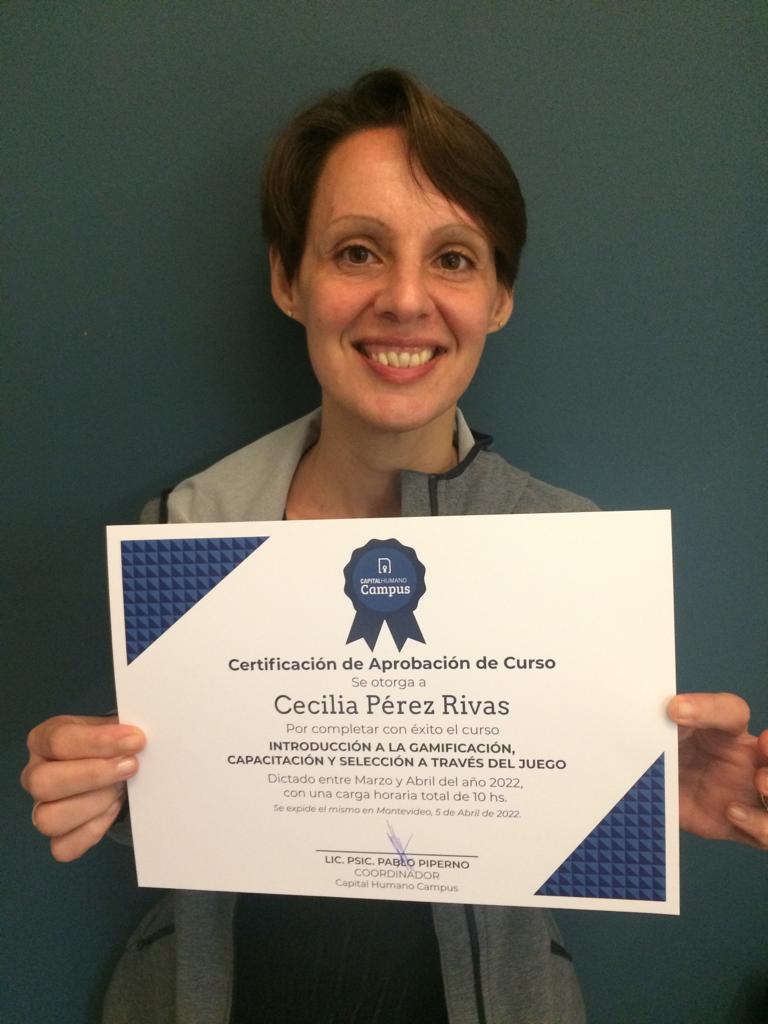 CAPITALHUMANO
Campus
Certificación de Aprobación de Curso
Se otorga a
Cecilia Pérez Rivas
Por completar con éxito el curso
INTRODUCCIÓN A LA GAMIFICACIÓN,
CAPACITACIÓN Y SELECCIÓN A TRAVÉS DEL JUEGO
Dictado entre Marzo y Abril del año 2022,
con una carga horaria total de 10 hs.
Se expide el mismo en Montevideo, 5 de Abril de 2022.
LIC. PSIC. PABLO PIPERNO
COORDINADOR
Capital Humano Campus